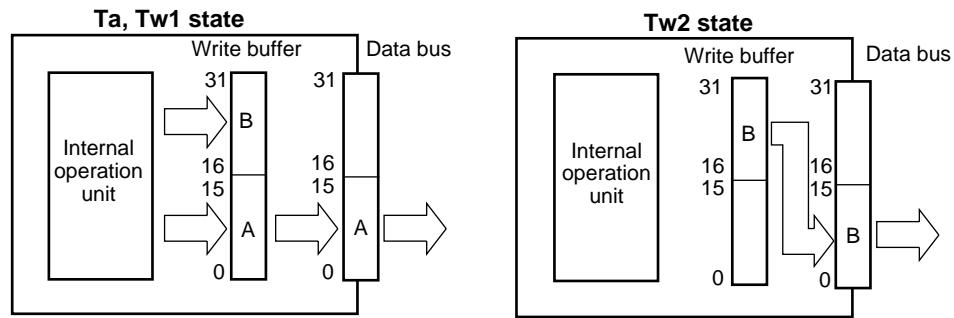 Ta, Tw1 state
Write buffer
Data bus
31
31
Internal
operation
unit
B
16
16
15
15
A
A
0
0
Tw2 state
Write buffer
Data bus
31
31
Internal
operation
unit
B
16
16
15
15
B
0
0